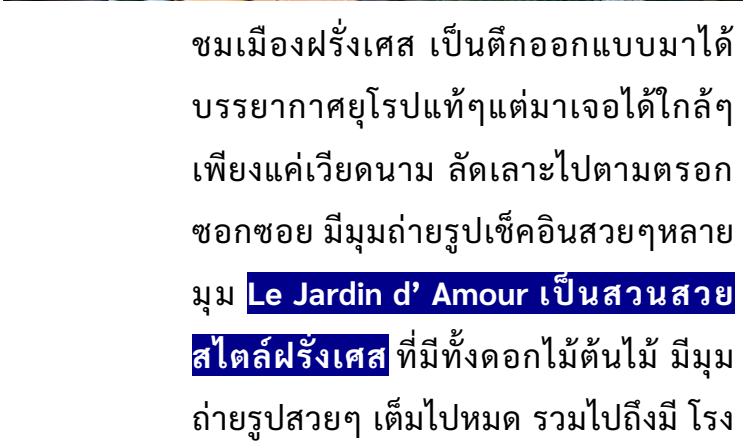 ชมเมืองฝรั่งเศส เป็นตึกออกแบบมาได้
บรรยากาศยุโรปแท้ๆแต่มาเจอได้ใกล้ๆ
เพียงแค่เวียดนาม ลัดเลาะไปตามตรอก
ซอกซอย มีมุมถ่ายรูปเช็คอินสวยๆหลาย
มุม Le Jardin d’ Amour เป็นสวนสวย
สไตล์ฝรั่งเศส ที่มีทั้งดอกไม้ต้นไม้ มีมุม
ถ่ายรูปสวยๆ เต็มไปหมด รวมไปถึงมี โรง